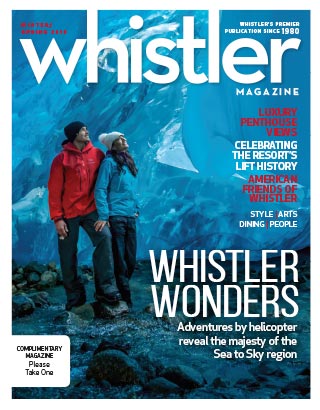 WINTER/
SPRING 2016
WHISTLER'S PREMIER
PUBLICATION SINCE 1980
whistler
MAGAZINE
LUXURY
PENTHOUSE
VIEWS
CELEBRATING
THE RESORT'S
LIFT HISTORY
AMERICAN
FRIENDS OF
WHISTLER
STYLE ARTS
DINING PEOPLE
WHISTLER
WONDERS
Adventures by helicopter
reveal the majesty of the
Sea to Sky region
COMPLIMENTARY
MAGAZINE
Please
Take One